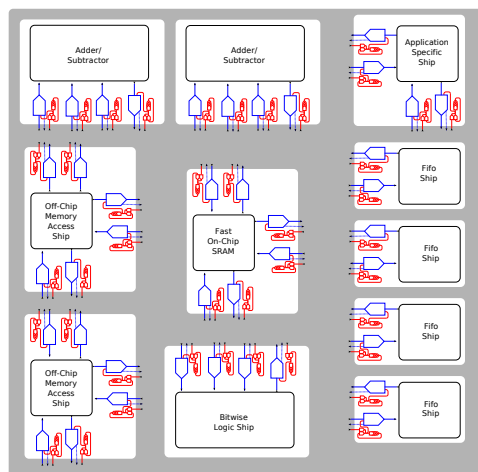 Adder/
Subtractor
Adder/
Subtractor
Application
Specific
Ship
Off-Chip
Memory
Access
Ship
Fast
On-Chip
SRAM
Fifo
Ship
Fifo
Ship
Fifo
Ship
Fifo
Ship
Off-Chip
Memory
Access
Ship
Bitwise
Logic Ship